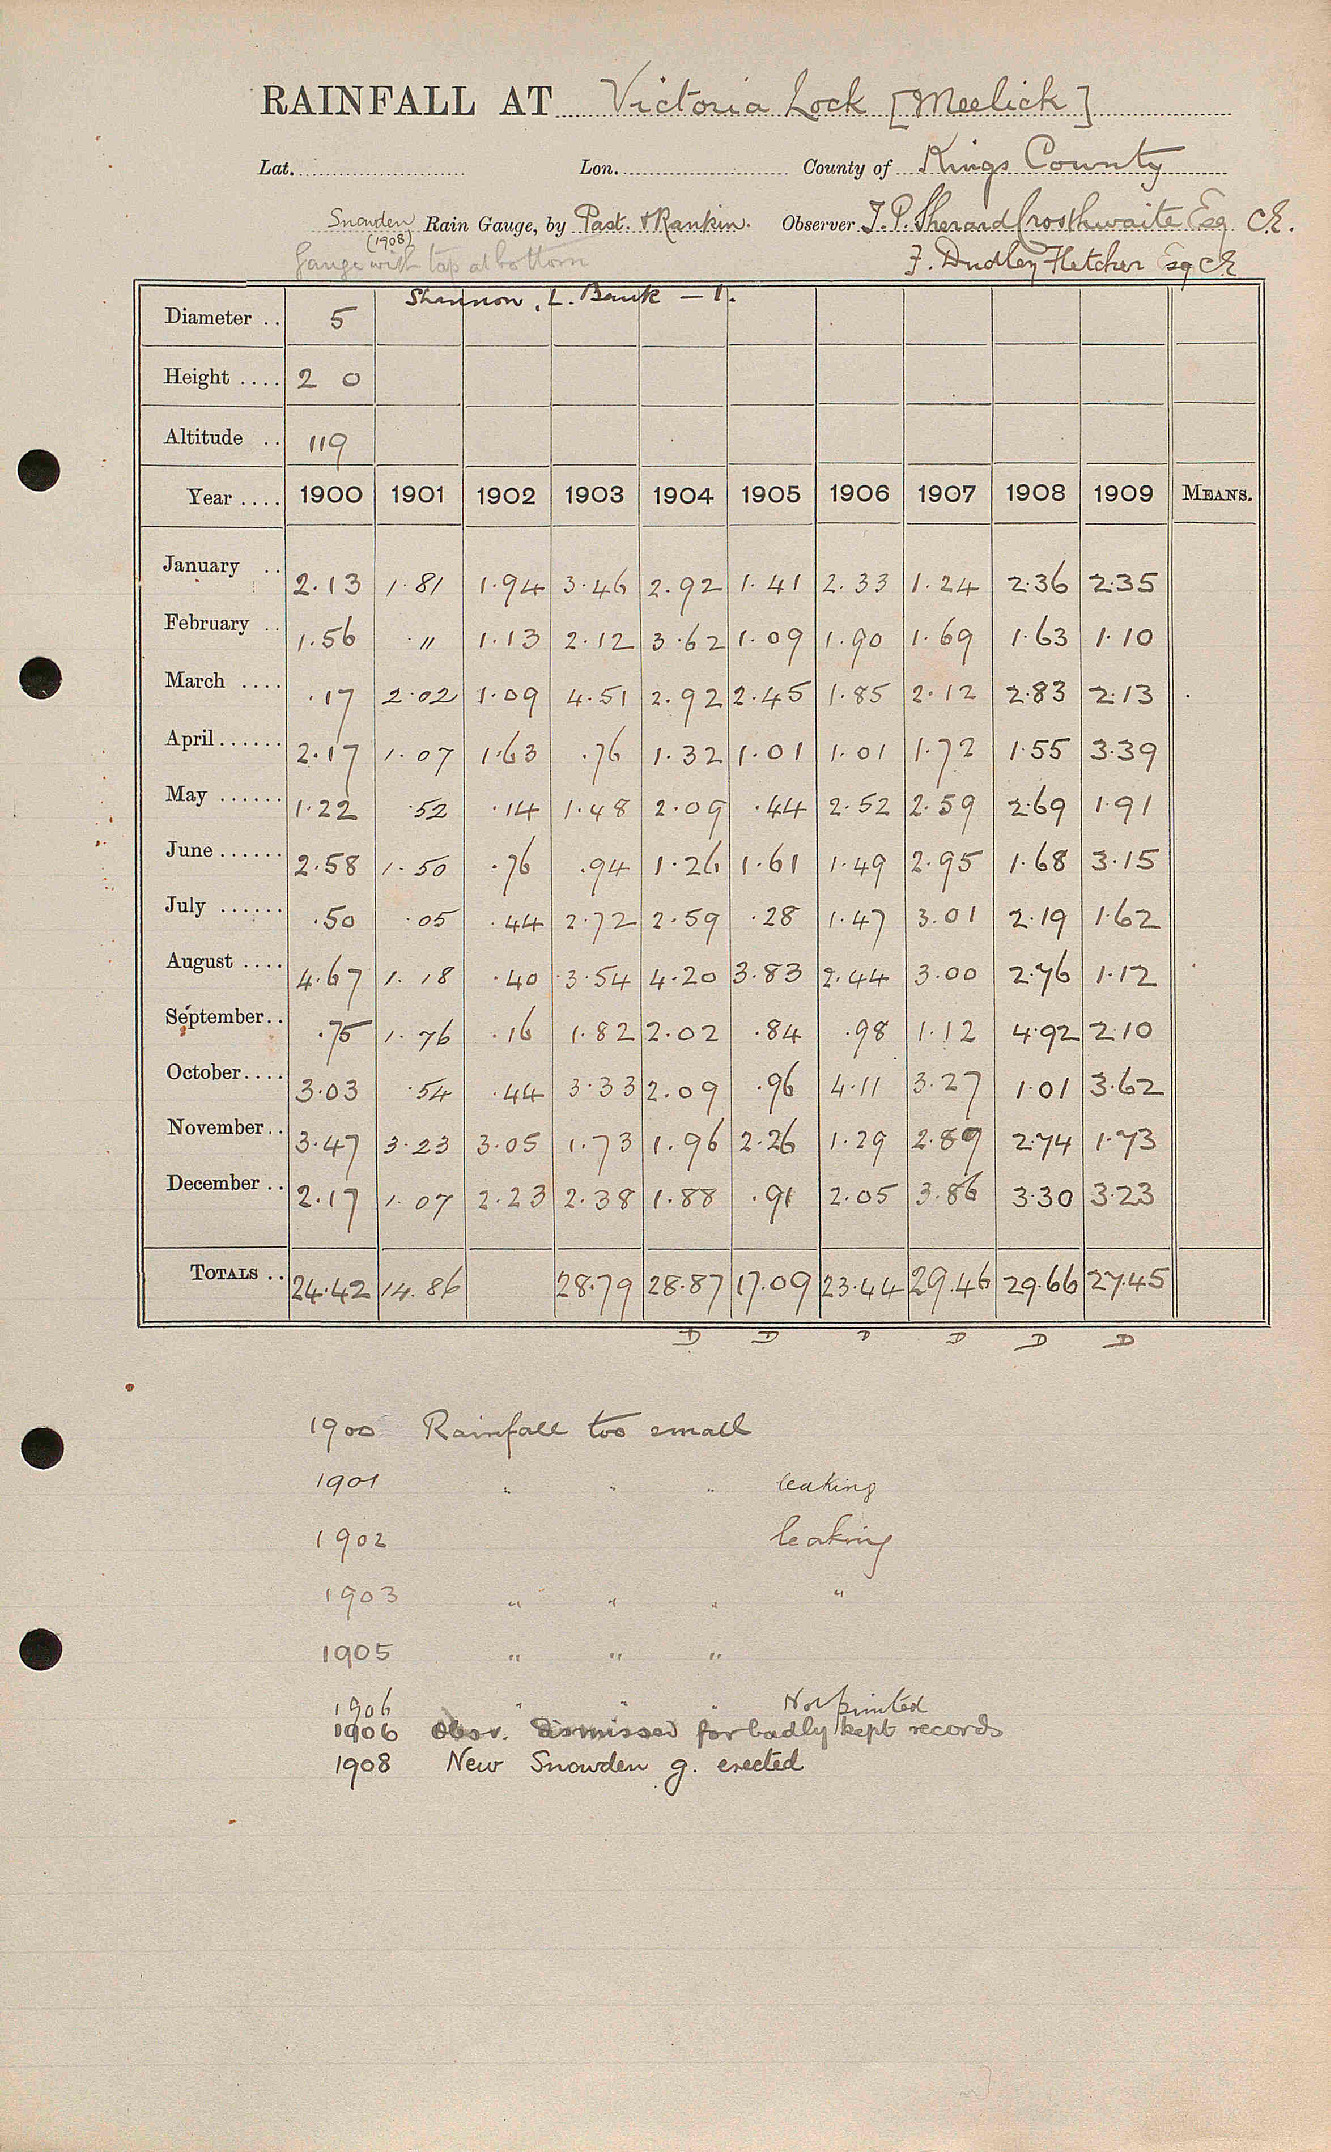 RAINFALL AT Victoria Lock [Meelick]
Lat. Lon. County of Kings County
Snowden (1908) Rain Gauge, by Past. & Rankin. Observer J. P. Sherard Crosthwaite Esq C.E.
Gauge with tap at bottom F. Dudley Fletcher Esq CE
Shannon, L. Bank — 1.
Diameter .. 5
Height .... 2 0
Altitude .. 119
Year .... 1900 1901 1902 1903 1904 1905 1906 1907 1908 1909 MEANS.
January .. 2.13 1.81 1.94 3.46 2.92 1.41 2.33 1.24 2.36 2.35
February .. 1.56 .11 1.13 2.12 3.62 1.09 1.90 1.69 1.63 1.10
March .... .17 2.02 1.09 4.51 2.92 2.45 1.85 2.12 2.83 2.13
April ...... 2.17 1.07 1.63 .76 1.32 1.01 1.01 1.72 1.55 3.39
May ...... 1.22 .52 .14 1.48 2.09 .44 2.52 2.59 2.69 1.91
June ...... 2.58 1.50 .76 .94 1.26 1.61 1.49 2.95 1.68 3.15
July ...... .50 .05 .44 2.72 2.59 .28 1.47 3.01 2.19 1.62
August .... 4.67 1.18 .40 3.54 4.20 3.83 2.44 3.00 2.76 1.12
September .. .75 1.76 .16 1.82 2.02 .84 .98 1.12 4.92 2.10
October .... 3.03 .54 .44 3.33 2.09 .96 4.11 3.27 1.01 3.62
November .. 3.47 3.23 3.05 1.73 1.96 2.26 1.29 2.89 2.74 1.73
December .. 2.17 1.07 2.23 2.38 1.88 .91 2.05 3.86 3.30 3.23
TOTALS .. 24.42 14.86 28.79 28.87 17.09 23.44 29.46 29.66 27.45
D D D D D D
1900 Rainfall too small
1901 " " " leaking
1902 leaking
1903 " " " "
1905 " " "
1906 " " " Not printed
1906 Obsr. dismissed for badly kept records
1908 New Snowden g. erected